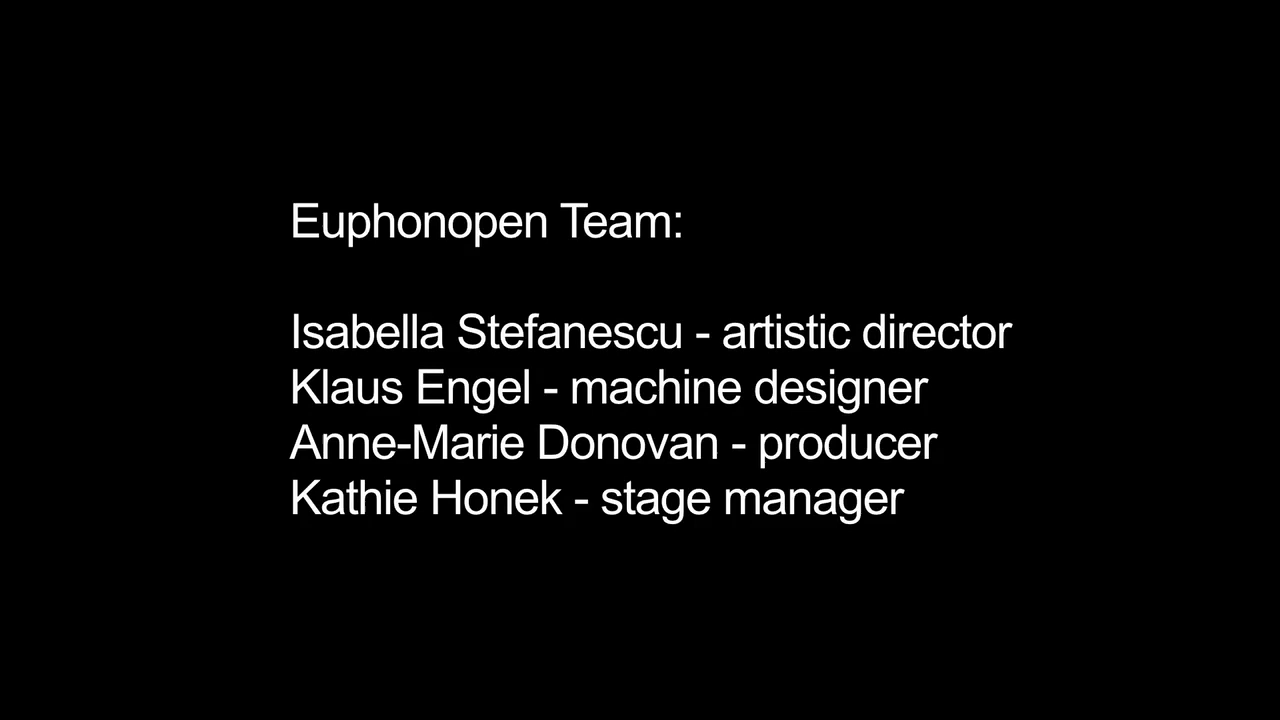 Euphonopen Team:
Isabella Stefanescu - artistic director
Klaus Engel - machine designer
Anne-Marie Donovan - producer
Kathie Honek - stage manager